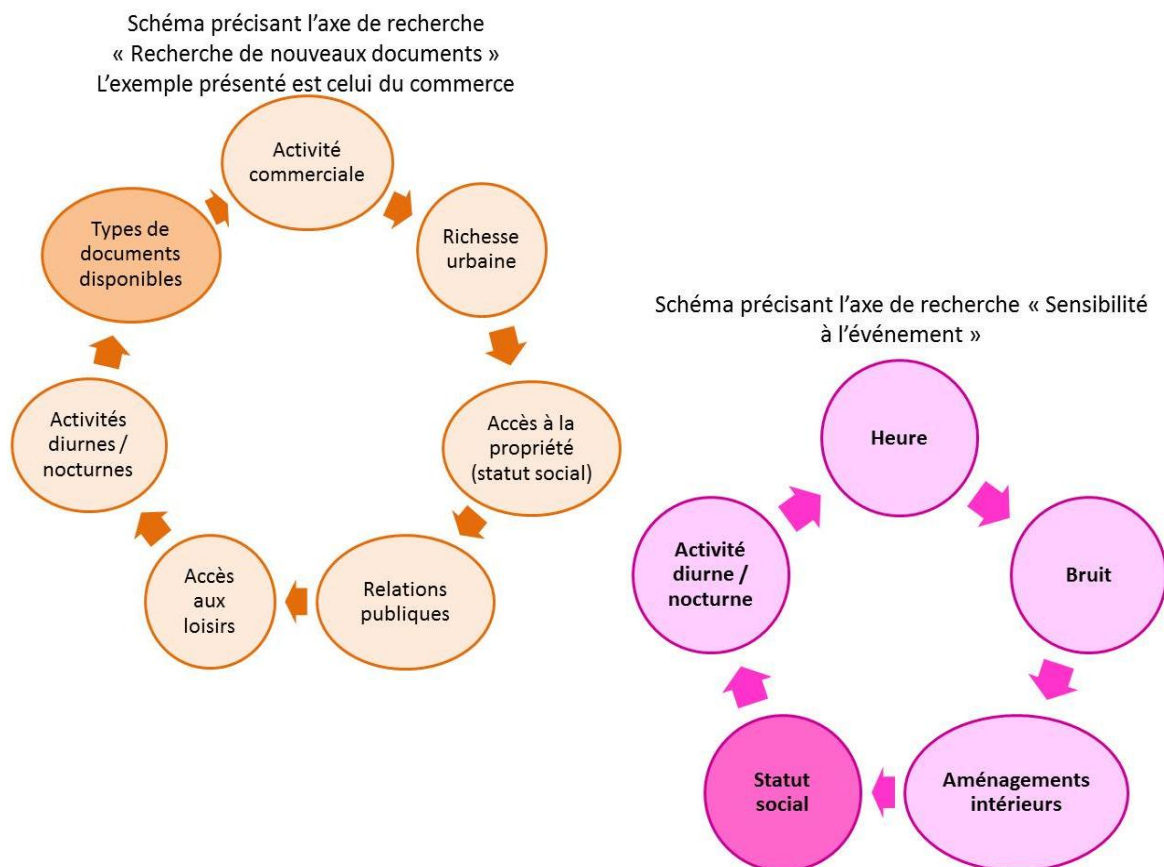 Schéma précisant l’axe de recherche
« Recherche de nouveaux documents »
L’exemple présenté est celui du commerce
Activité
commerciale
Richesse
urbaine
Accès à la
propriété
(statut social)
Relations
publiques
Accès
aux
loisirs
Activités
diurnes /
nocturnes
Types de
documents
disponibles
Schéma précisant l’axe de recherche « Sensibilité
à l’événement »
Heure
Bruit
Aménagements
intérieurs
Statut
social
Activité
diurne /
nocturne